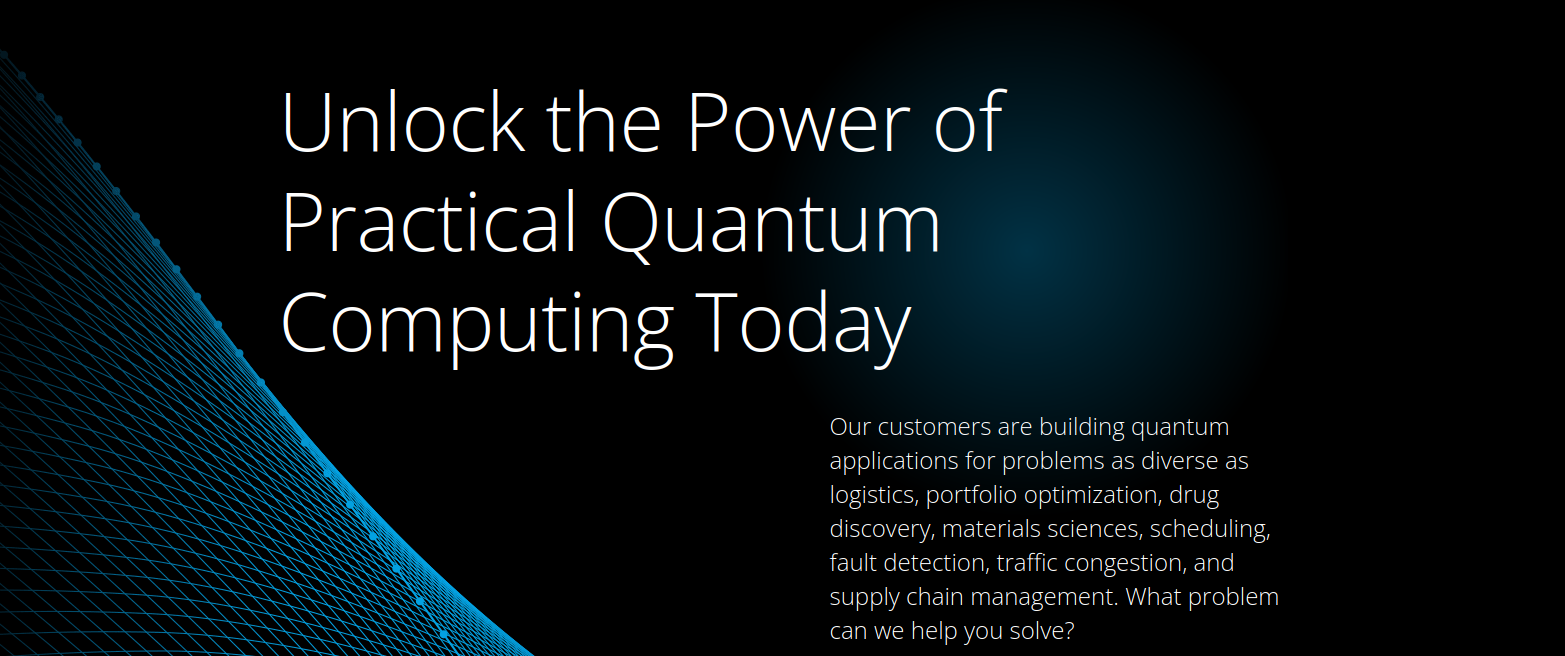 Unlock the Power of
Practical Quantum
Computing Today
Our customers are building quantum
applications for problems as diverse as
logistics, portfolio optimization, drug
discovery, materials sciences, scheduling,
fault detection, traffic congestion, and
supply chain management. What problem
can we help you solve?